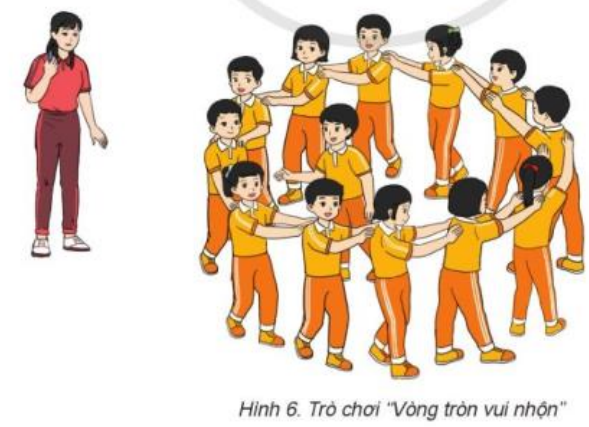 Hình 6. Trò chơi "Vòng tròn vui nhộn"